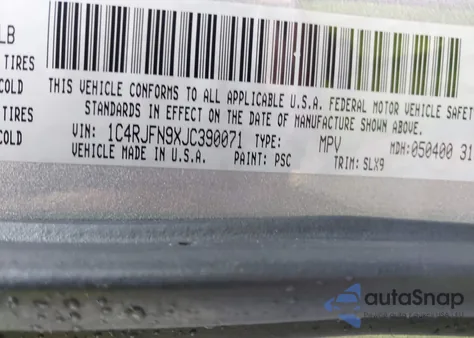 LB
TIRES
COLD
TIRES
COLD
THIS VEHICLE CONFORMS TO ALL APPLICABLE U.S.A. FEDERAL MOTOR VEHICLE SAFET
STANDARDS IN EFFECT ON THE DATE OF MANUFACTURE SHOWN ABOVE.
VIN: 1C4RJFN9XJC390071 TYPE: MPV MDH:050400 31
VEHICLE MADE IN U.S.A. PAINT: PSC TRIM: SLX9
autoSnap